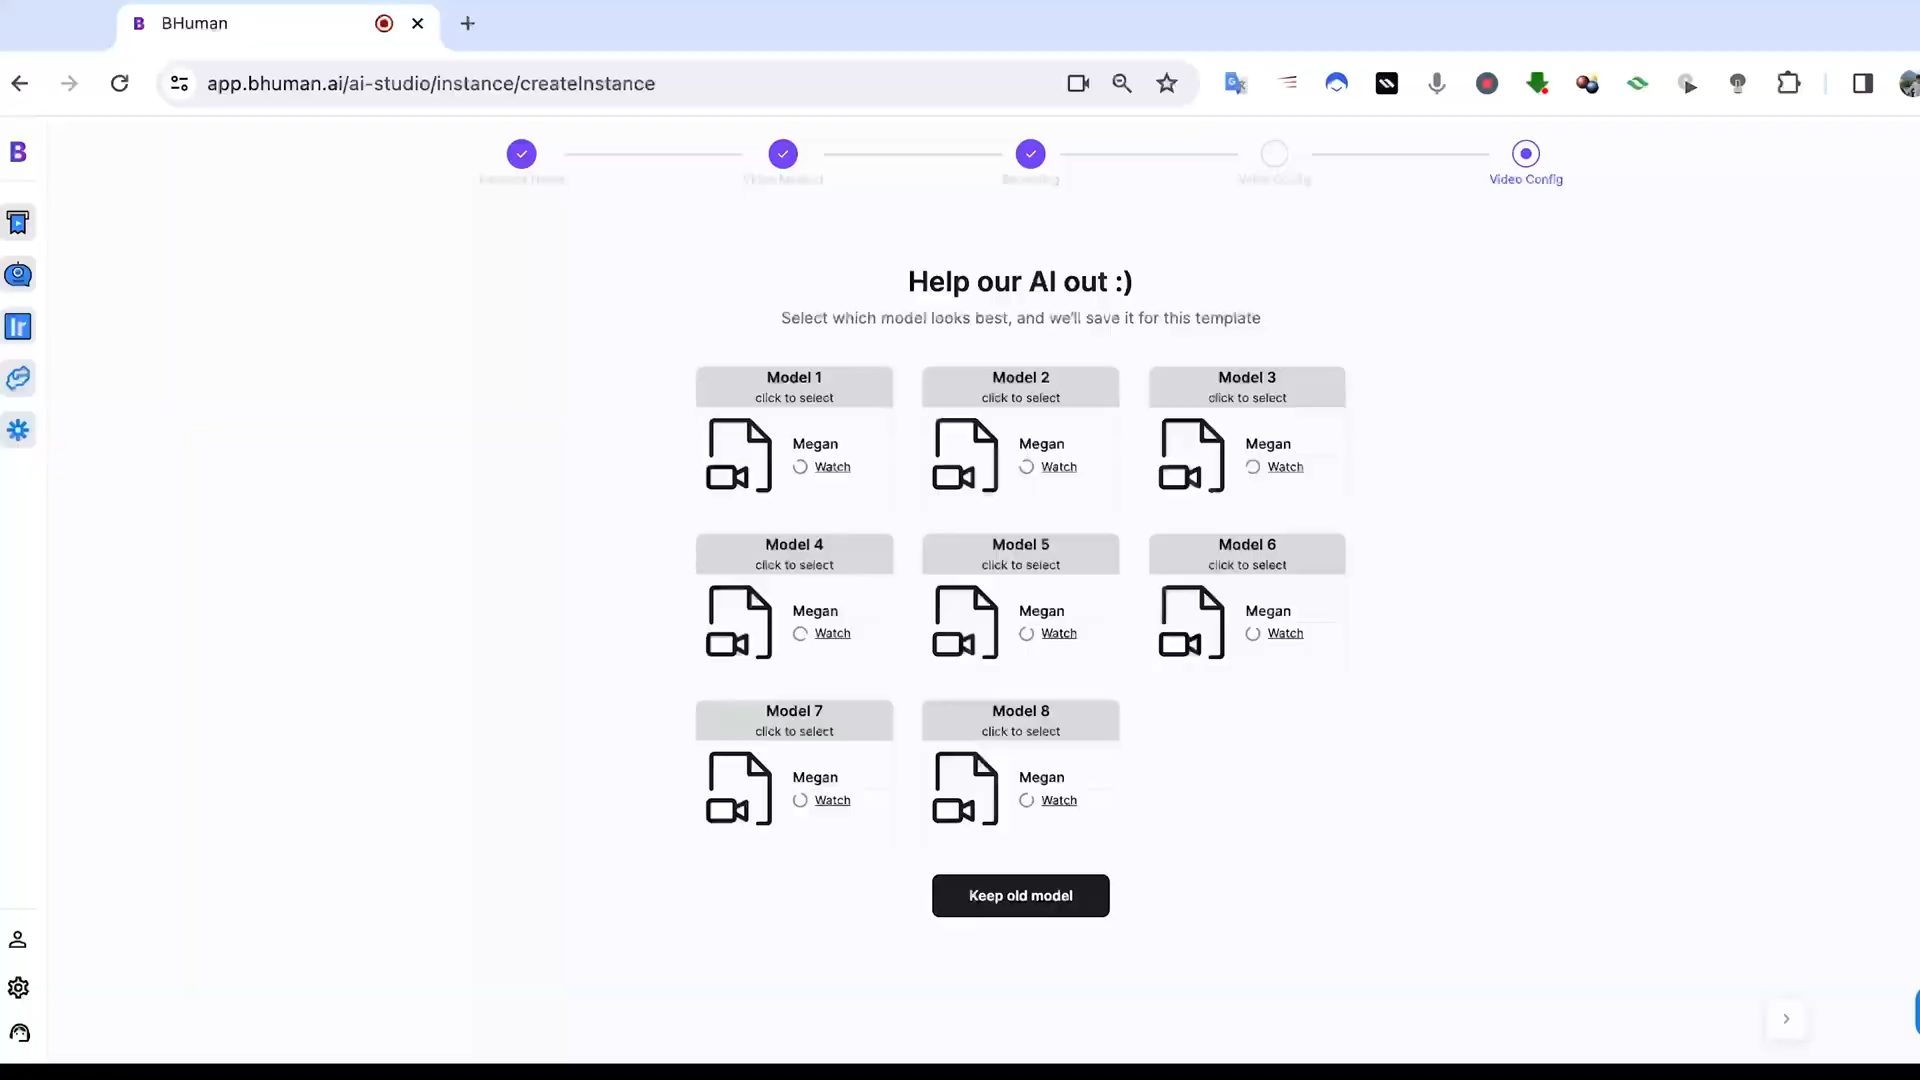 B BHuman
app.bhuman.ai/ai-studio/instance/createInstance
B
Recording
Video Config
Video Config
Help our AI out :)
Select which model looks best, and we'll save it for this template
Model 1
click to select
Megan
Watch
Model 2
click to select
Megan
Watch
Model 3
click to select
Megan
Watch
Model 4
click to select
Megan
Watch
Model 5
click to select
Megan
Watch
Model 6
click to select
Megan
Watch
Model 7
click to select
Megan
Watch
Model 8
click to select
Megan
Watch
Keep old model
lr